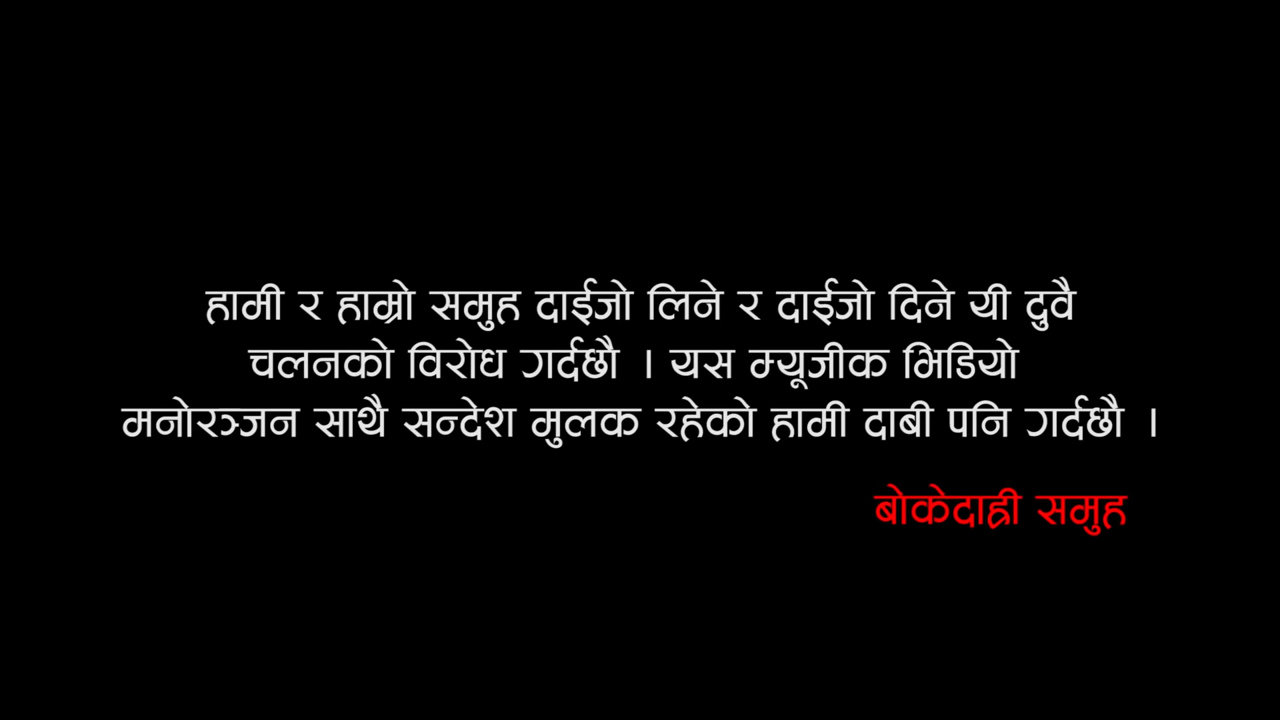 हामी र हाम्रो समुह दाईजो लिने र दाईजो दिने यी दुवै
चलनको विरोध गर्दछौ । यस म्यूजीक भिडियो
मनोरञ्जन साथै सन्देश मुलक रहेको हामी दाबी पनि गर्दछौ ।
बोकेदाह्री समुह